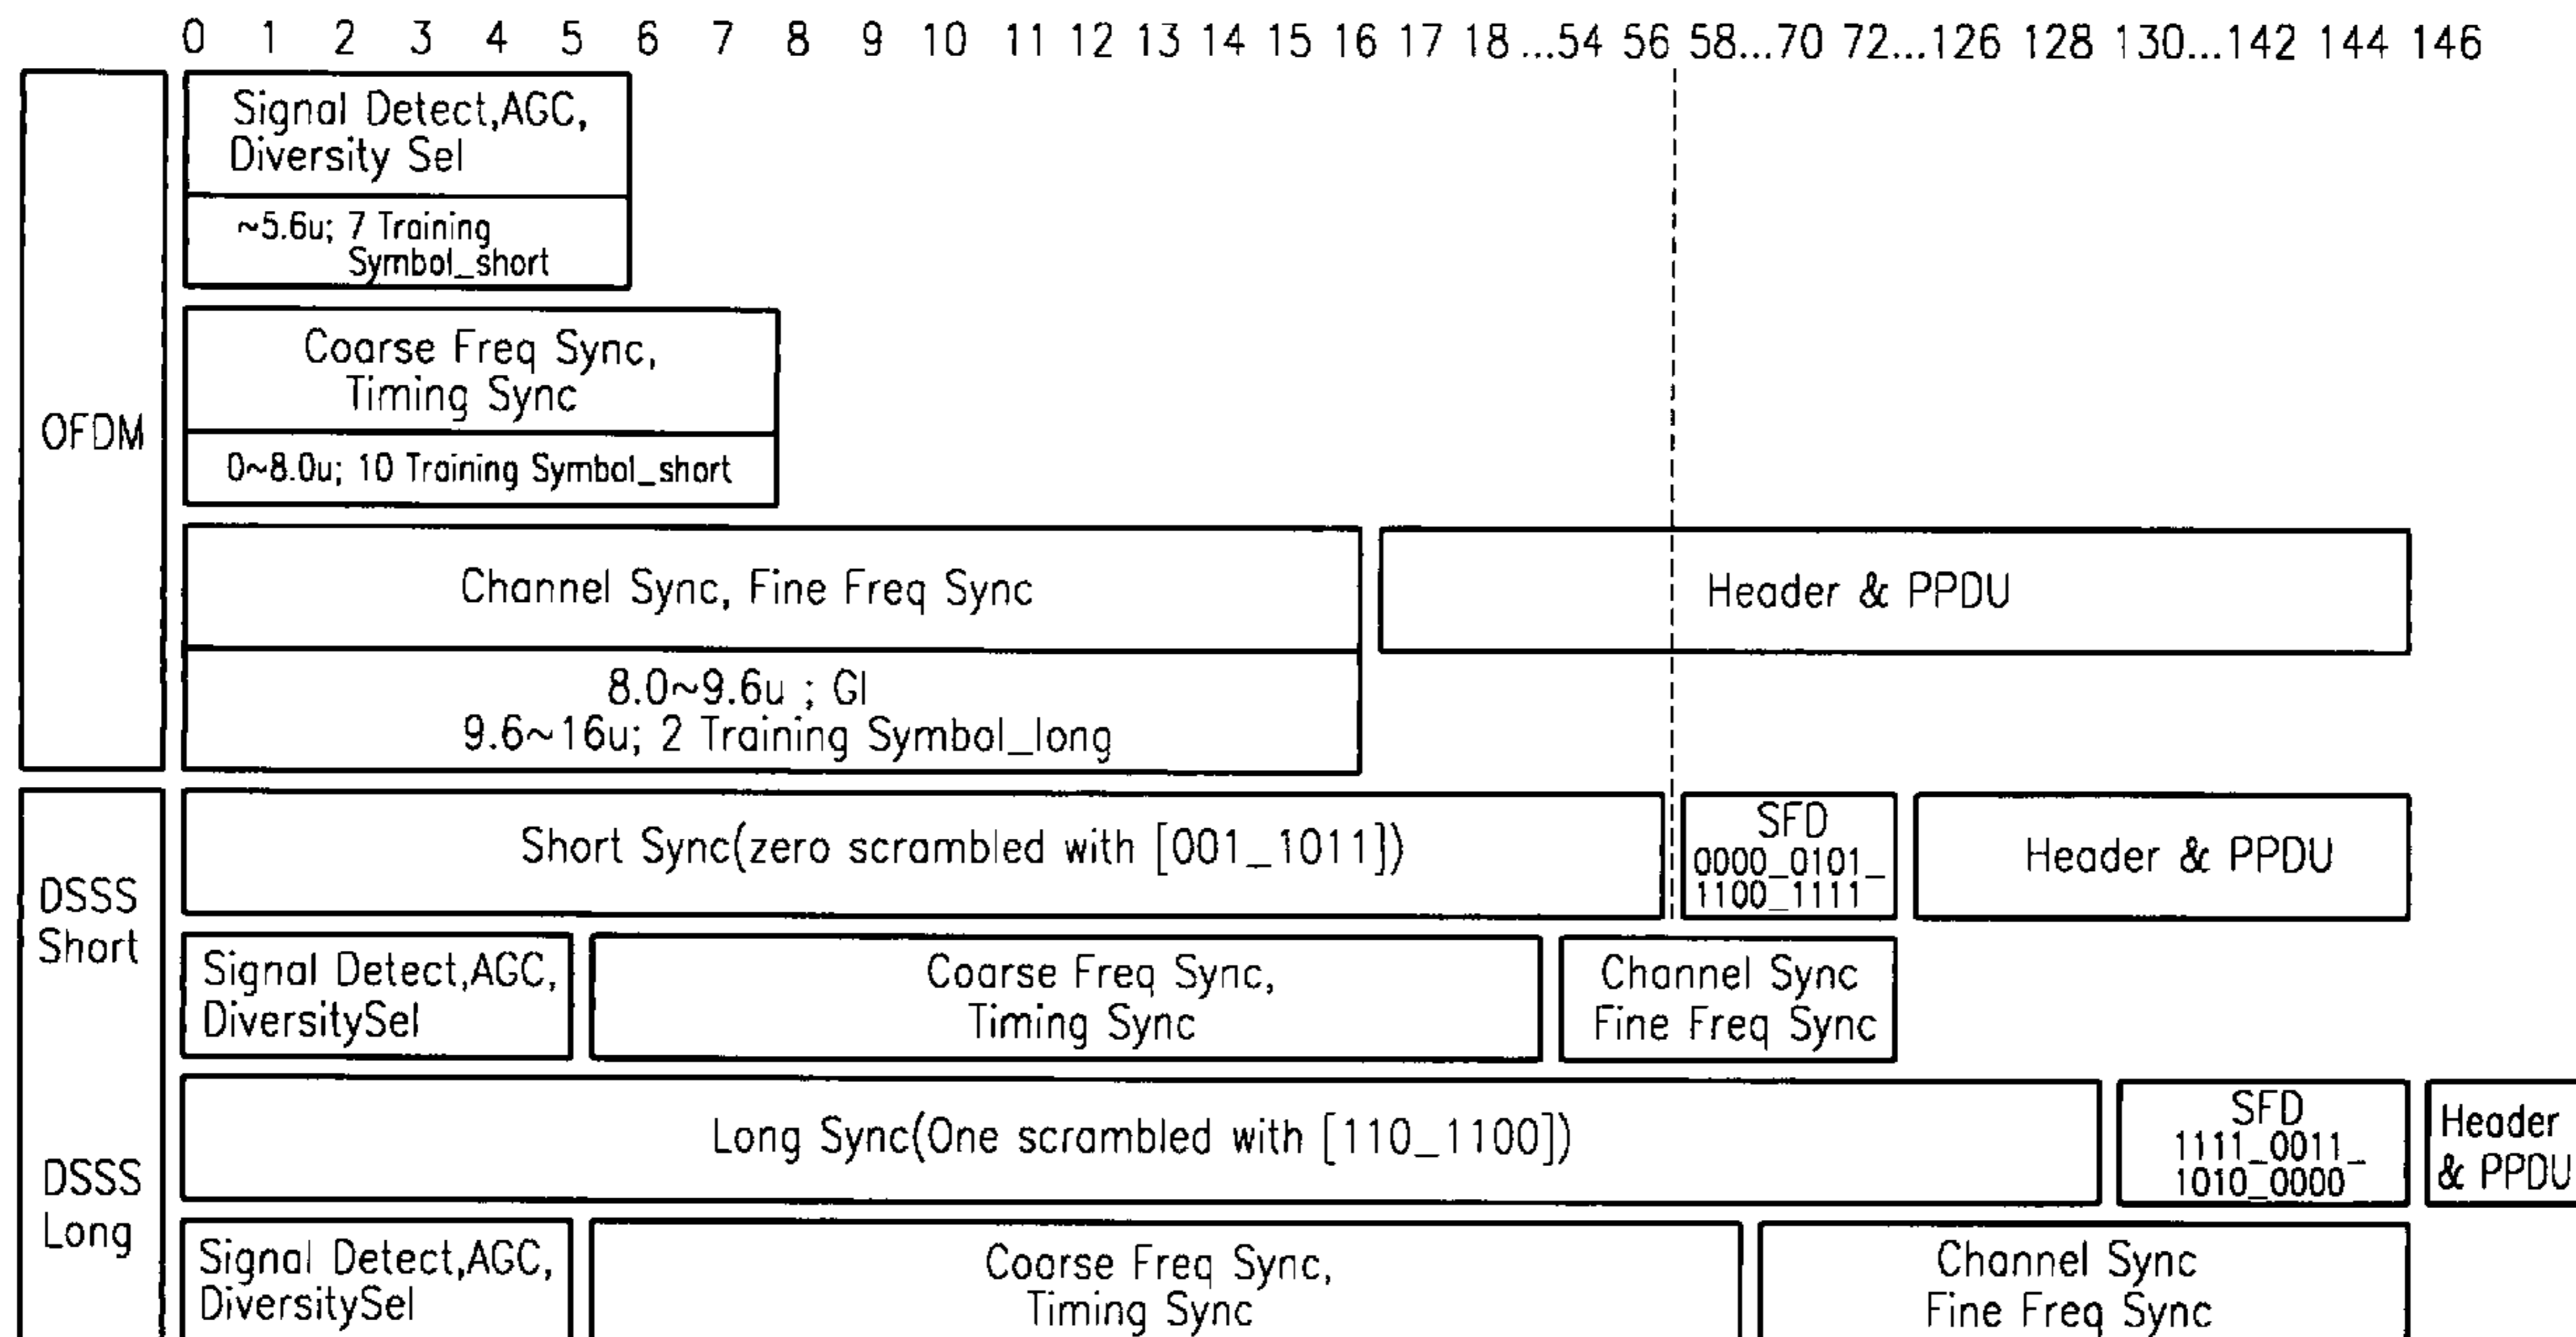 0 1 2 3 4 5 6 7 8 9 10 11 12 13 14 15 16 17 18...54 56 58...70 72...126 128 130...142 144 146
OFDM
Signal Detect,AGC,
Diversity Sel
~5.6u; 7 Training
Symbol_short
Coarse Freq Sync,
Timing Sync
0~8.0u; 10 Training Symbol_short
Channel Sync, Fine Freq Sync
8.0~9.6u ; GI
9.6~16u; 2 Training Symbol_long
Header & PPDU
DSSS
Short
Short Sync(zero scrambled with [001_1011])
SFD
0000_0101_
1100_1111
Header & PPDU
Signal Detect,AGC,
DiversitySel
Coarse Freq Sync,
Timing Sync
Channel Sync
Fine Freq Sync
DSSS
Long
Long Sync(One scrambled with [110_1100])
SFD
1111_0011_
1010_0000
Header
& PPDU
Signal Detect,AGC,
DiversitySel
Coarse Freq Sync,
Timing Sync
Channel Sync
Fine Freq Sync